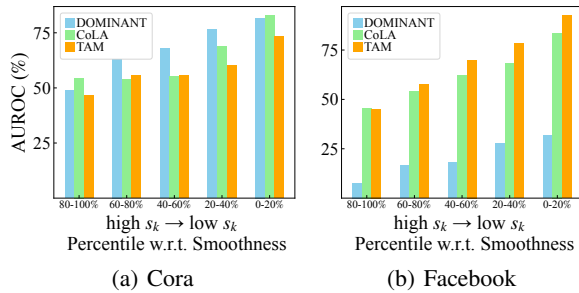 DOMINANT
CoLA
TAM
AUROC (%)
75
50
25
80-100% 60-80% 40-60% 20-40% 0-20%
high s_k → low s_k
Percentile w.r.t. Smoothness
(a) Cora
DOMINANT
CoLA
TAM
75
50
25
80-100% 60-80% 40-60% 20-40% 0-20%
high s_k → low s_k
Percentile w.r.t. Smoothness
(b) Facebook